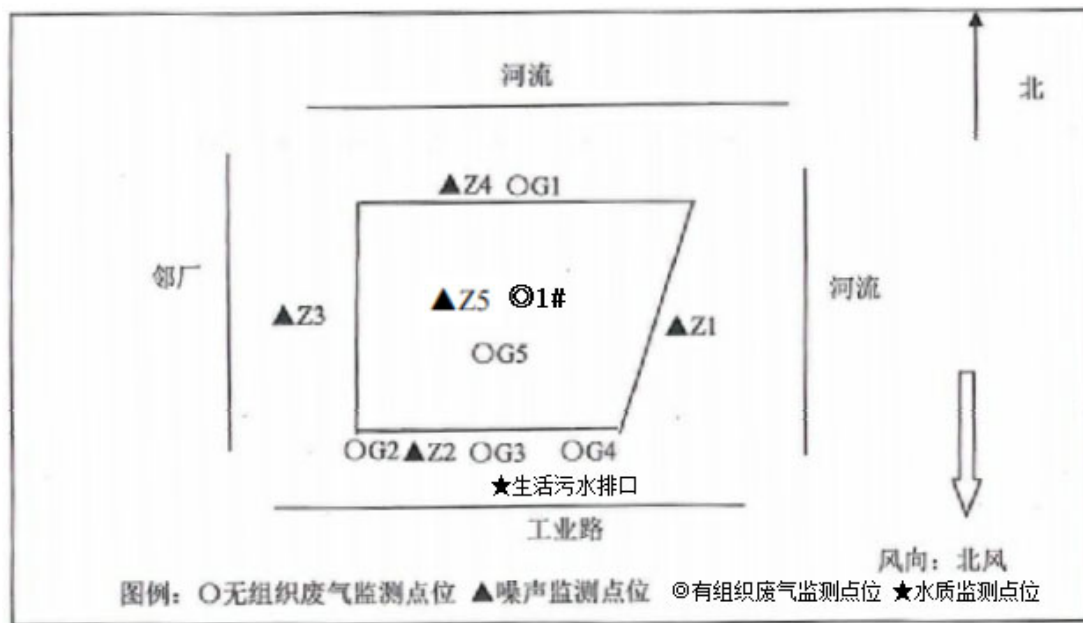 河流
北
▲Z4 ○G1
邻厂
▲Z5 ◎1#
河流
▲Z3
▲Z1
○G5
○G2 ▲Z2 ○G3 ○G4
★生活污水排口
工业路
风向：北风
图例：○无组织废气监测点位 ▲噪声监测点位 ◎有组织废气监测点位 ★水质监测点位